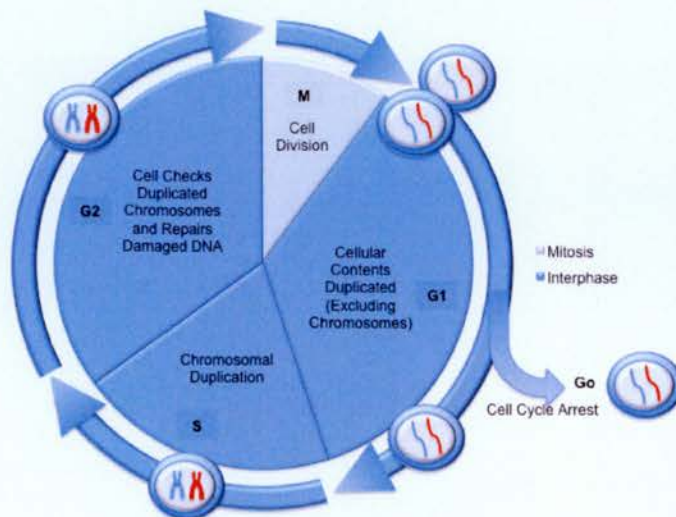 M
Cell
Division
Cell Checks
Duplicated
Chromosomes
and Repairs
Damaged DNA
G2
Cellular
Contents
Duplicated
(Excluding
Chromosomes)
G1
Mitosis
Interphase
Chromosomal
Duplication
S
Go
Cell Cycle Arrest